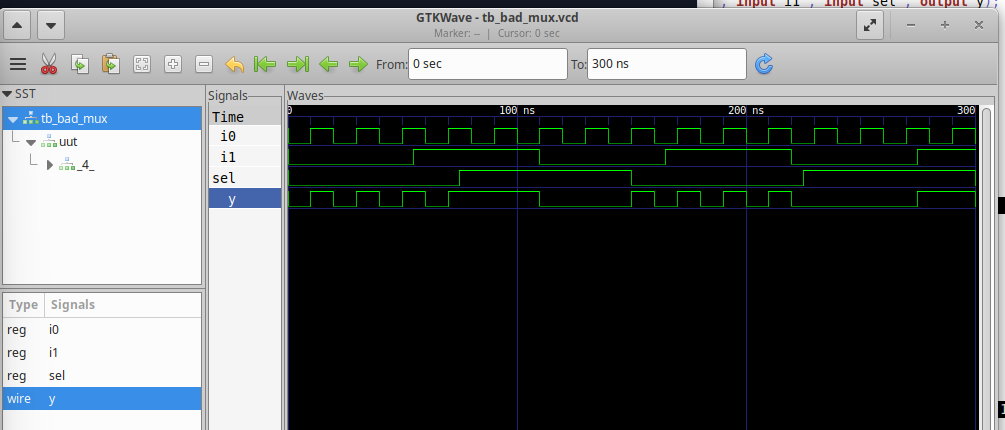 , input i1 , input sel , output y);
GTKWave - tb_bad_mux.vcd
Marker: -- | Cursor: 0 sec
From: 0 sec To: 300 ns
SST
tb_bad_mux
uut
_4_
Type Signals
reg i0
reg i1
reg sel
wire y
Signals
Time
i0
i1
sel
y
Waves
0 100 ns 200 ns 300